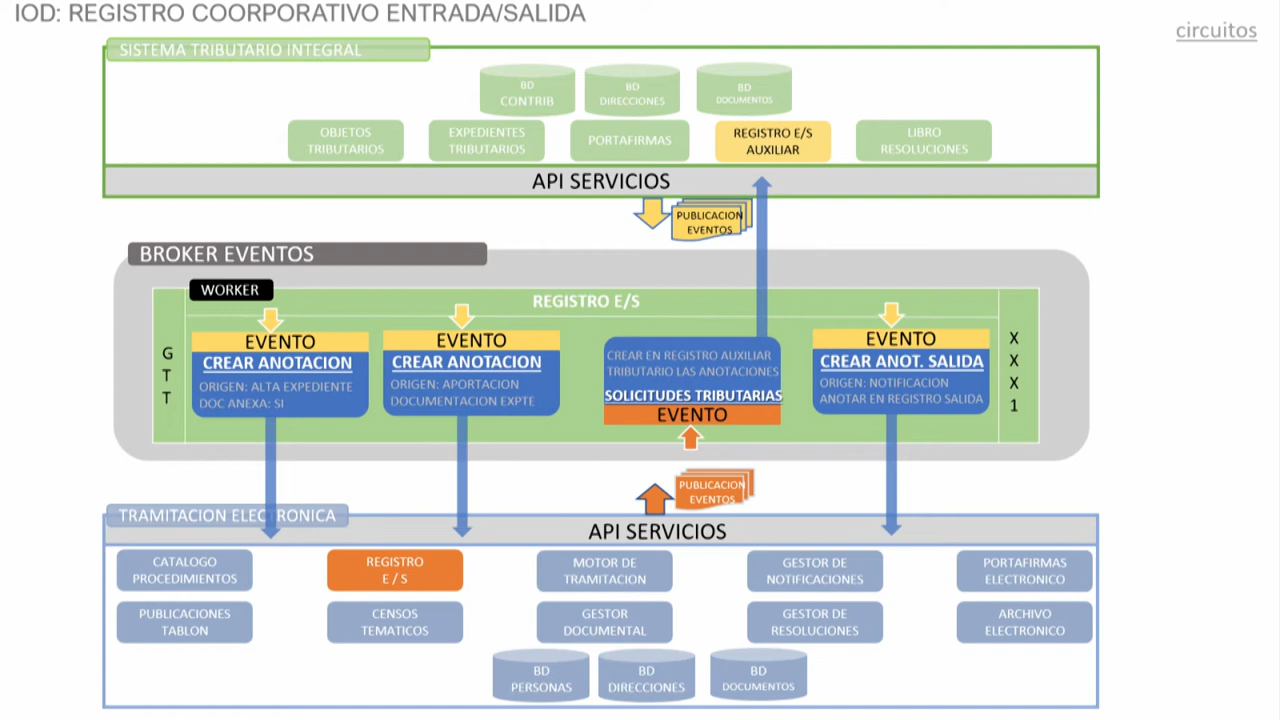 IOD: REGISTRO COORPORATIVO ENTRADA/SALIDA
circuitos
SISTEMA TRIBUTARIO INTEGRAL
BD
CONTRIB
BD
DIRECCIONES
BD
DOCUMENTOS
OBJETOS
TRIBUTARIOS
EXPEDIENTES
TRIBUTARIOS
PORTAFIRMAS
REGISTRO E/S
AUXILIAR
LIBRO
RESOLUCIONES
API SERVICIOS
PUBLICACION
EVENTOS
BROKER EVENTOS
WORKER
REGISTRO E/S
G
T
T
EVENTO
CREAR ANOTACION
ORIGEN: ALTA EXPEDIENTE
DOC ANEXA: SI
EVENTO
CREAR ANOTACION
ORIGEN: APORTACION
DOCUMENTACION EXPTE
CREAR EN REGISTRO AUXILIAR
TRIBUTARIO LAS ANOTACIONES
SOLICITUDES TRIBUTARIAS
EVENTO
EVENTO
CREAR ANOT. SALIDA
ORIGEN: NOTIFICACION
ANOTAR EN REGISTRO SALIDA
X
X
X
1
PUBLICACION
EVENTOS
TRAMITACION ELECTRONICA
API SERVICIOS
CATALOGO
PROCEDIMIENTOS
REGISTRO
E / S
MOTOR DE
TRAMITACION
GESTOR DE
NOTIFICACIONES
PORTAFIRMAS
ELECTRONICO
PUBLICACIONES
TABLON
CENSOS
TEMATICOS
GESTOR
DOCUMENTAL
GESTOR DE
RESOLUCIONES
ARCHIVO
ELECTRONICO
BD
PERSONAS
BD
DIRECCIONES
BD
DOCUMENTOS